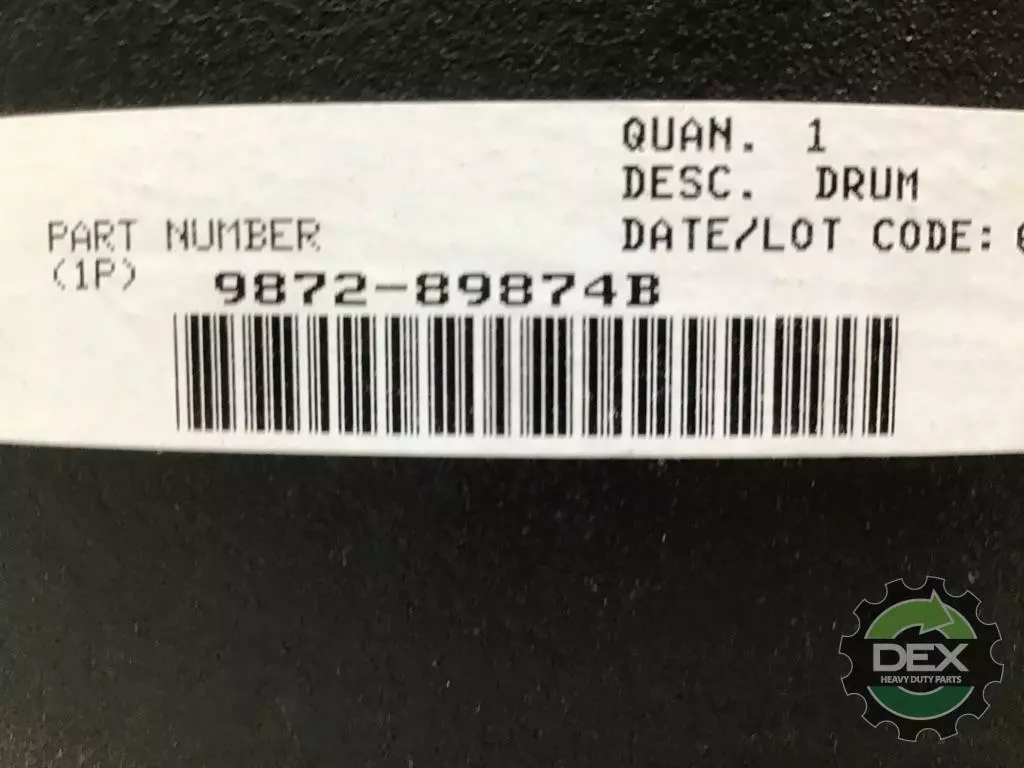 QUAN. 1
DESC. DRUM
DATE/LOT CODE:
PART NUMBER
(1P)
9872-89874B
DEX
HEAVY DUTY PARTS